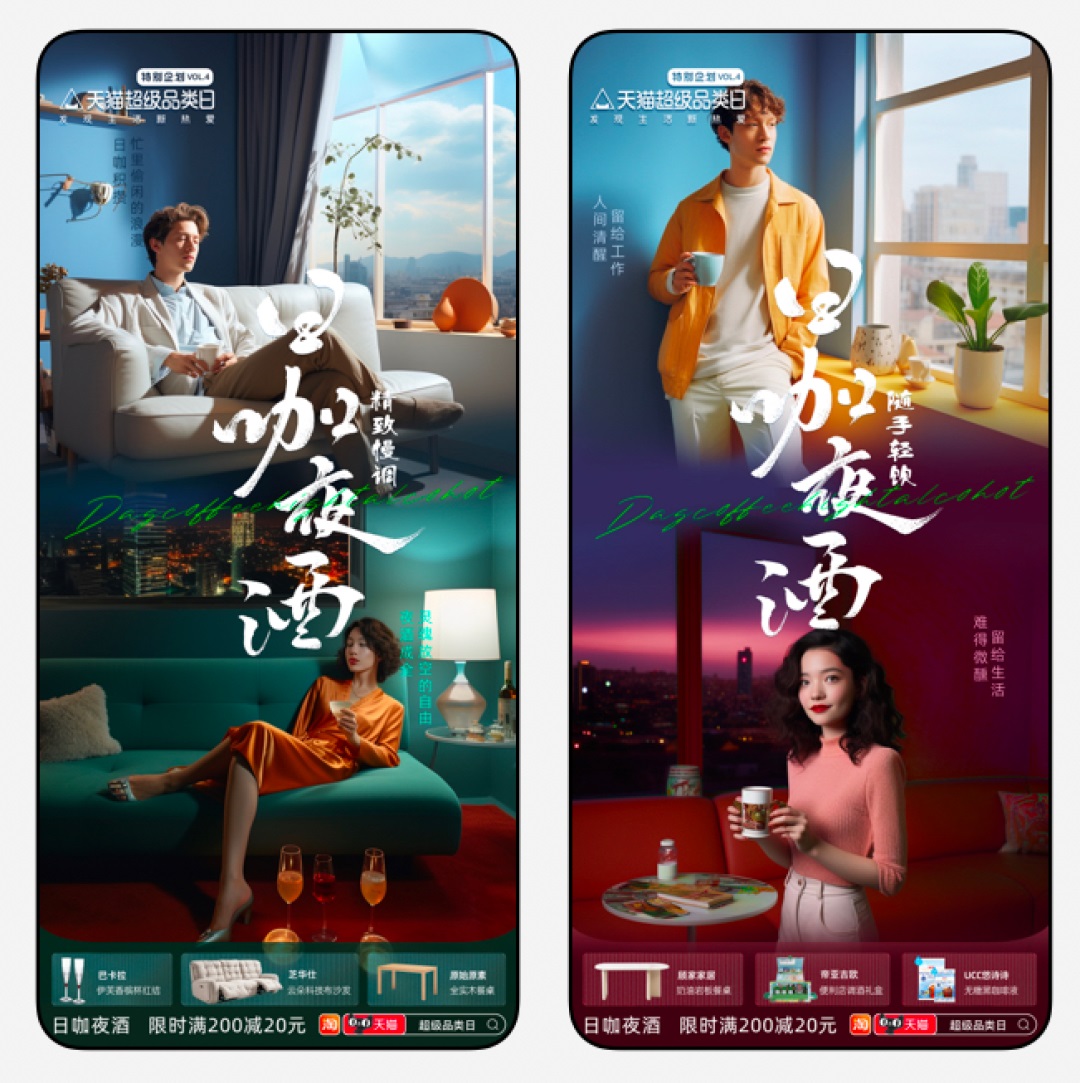 特别企划 VOL.4
天猫超级品类日
发现生活新热爱
忙里偷闲的浪漫
日咖积攒
日咖夜酒
精致慢调
Dagcoffeenightalcohot
灵魂放空的自由
巴卡拉
伊芙香槟杯红结
芝华仕
云朵科技布沙发
原始原素
全实木餐桌
日咖夜酒 限时满200减20元 淘 天猫 超级品类日
特别企划 VOL.4
天猫超级品类日
发现生活新热爱
留给工作
人间清醒
日咖夜酒
随手轻饮
Dagcoffeenightalcohot
留给生活
难得微醺
顾家家居
奶油岩板餐桌
帝亚吉欧
便利店调酒礼盒
UCC悠诗诗
无糖黑咖啡液
日咖夜酒 限时满200减20元 淘 天猫 超级品类日